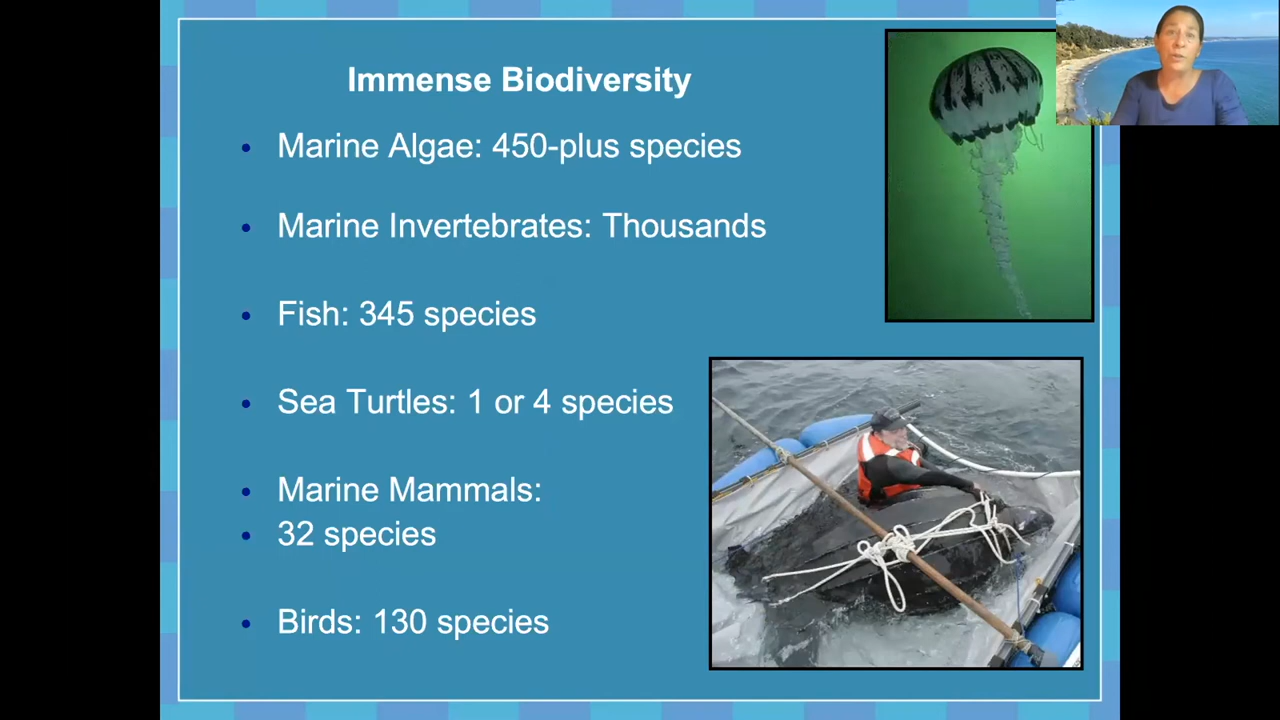 Immense Biodiversity
• Marine Algae: 450-plus species
• Marine Invertebrates: Thousands
• Fish: 345 species
• Sea Turtles: 1 or 4 species
• Marine Mammals:
• 32 species
• Birds: 130 species